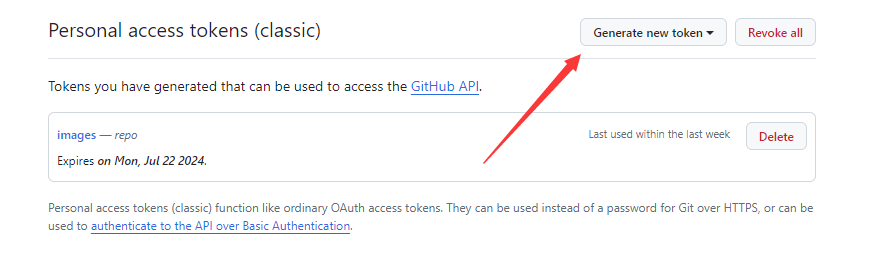 Personal access tokens (classic)
Generate new token
Revoke all
Tokens you have generated that can be used to access the GitHub API.
images — repo
Last used within the last week
Delete
Expires on Mon, Jul 22 2024.
Personal access tokens (classic) function like ordinary OAuth access tokens. They can be used instead of a password for Git over HTTPS, or can be
used to authenticate to the API over Basic Authentication.